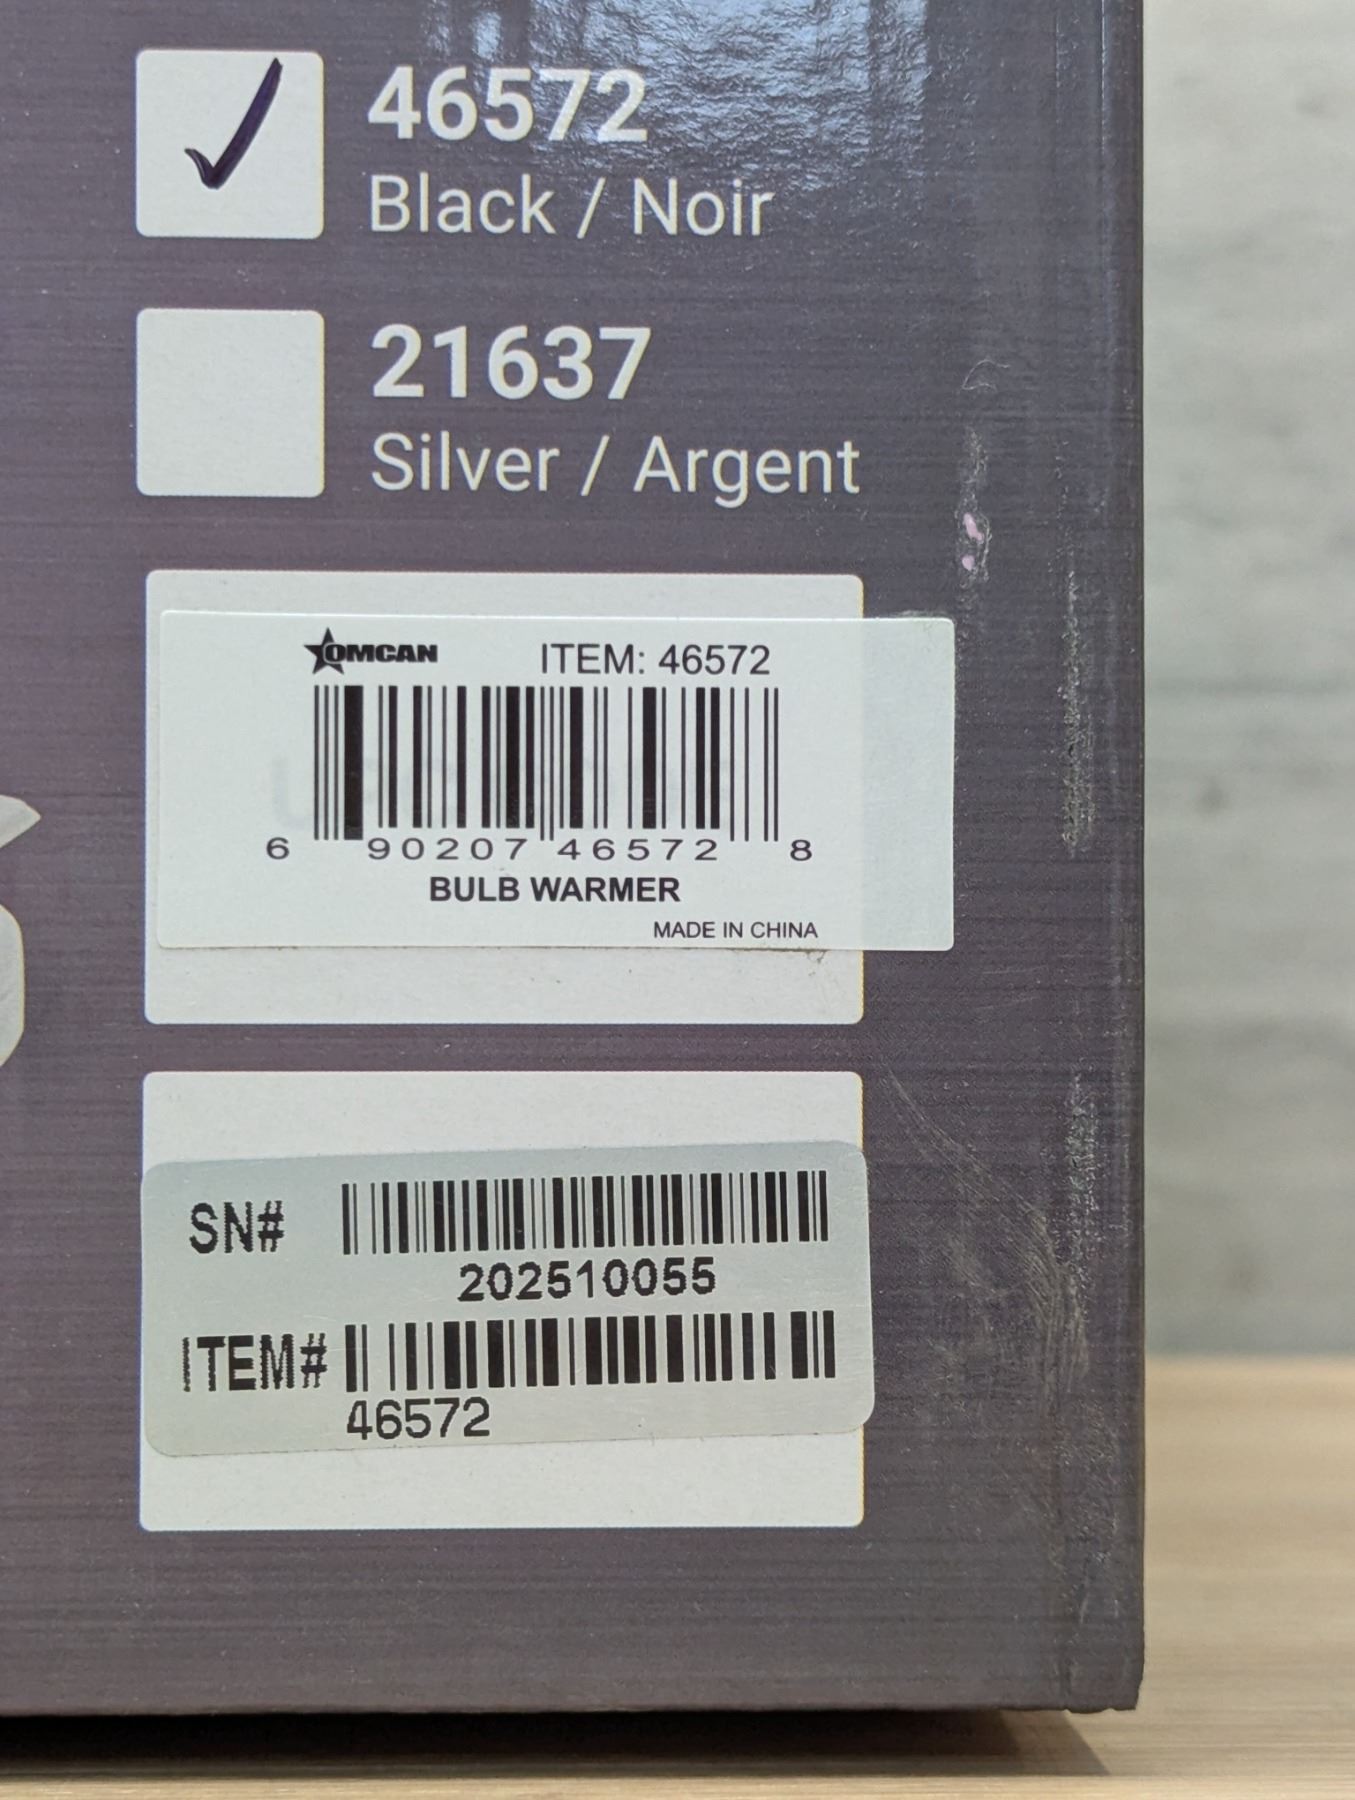 46572
Black / Noir
21637
Silver / Argent
OMCAN
ITEM: 46572
6 90207 46572 8
BULB WARMER
MADE IN CHINA
SN#
202510055
ITEM#
46572